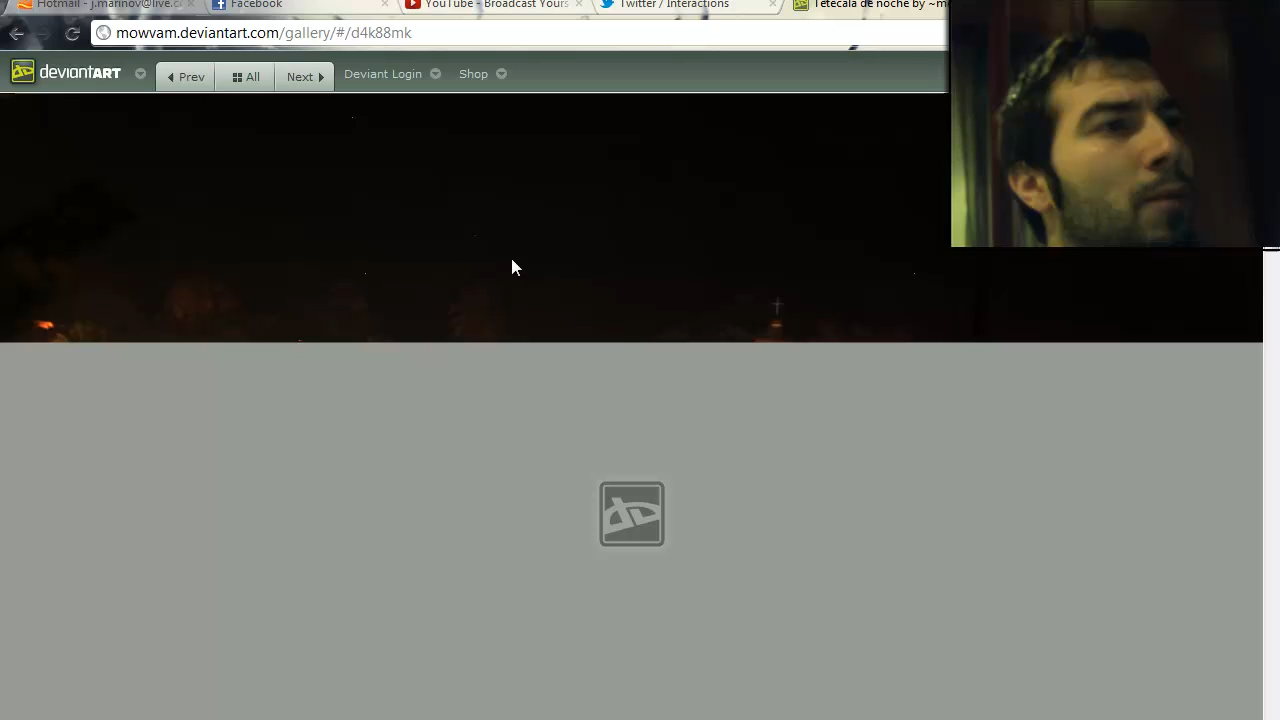 Hotmail - j.marinov@live.c
Facebook
YouTube - Broadcast Yours
Twitter / Interactions
Tetecala de noche by ~m
mowvam.deviantart.com/gallery/#/d4k88mk
deviantART
Prev
All
Next
Deviant Login
Shop